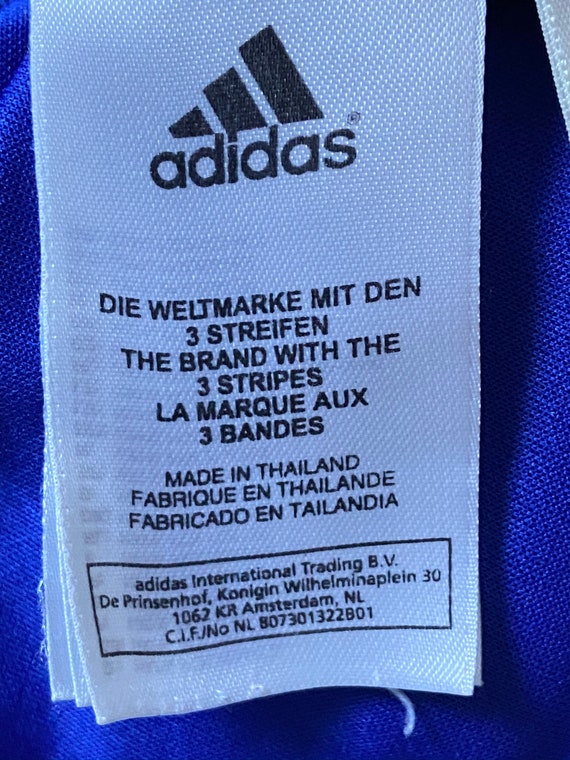 adidas®
DIE WELTMARKE MIT DEN
3 STREIFEN
THE BRAND WITH THE
3 STRIPES
LA MARQUE AUX
3 BANDES
MADE IN THAILAND
FABRIQUE EN THAILANDE
FABRICADO EN TAILANDIA
adidas International Trading B.V.
De Prinsenhof, Konigin Wilhelminaplein 30
1062 KR Amsterdam, NL
C.I.F./No NL 807301322B01